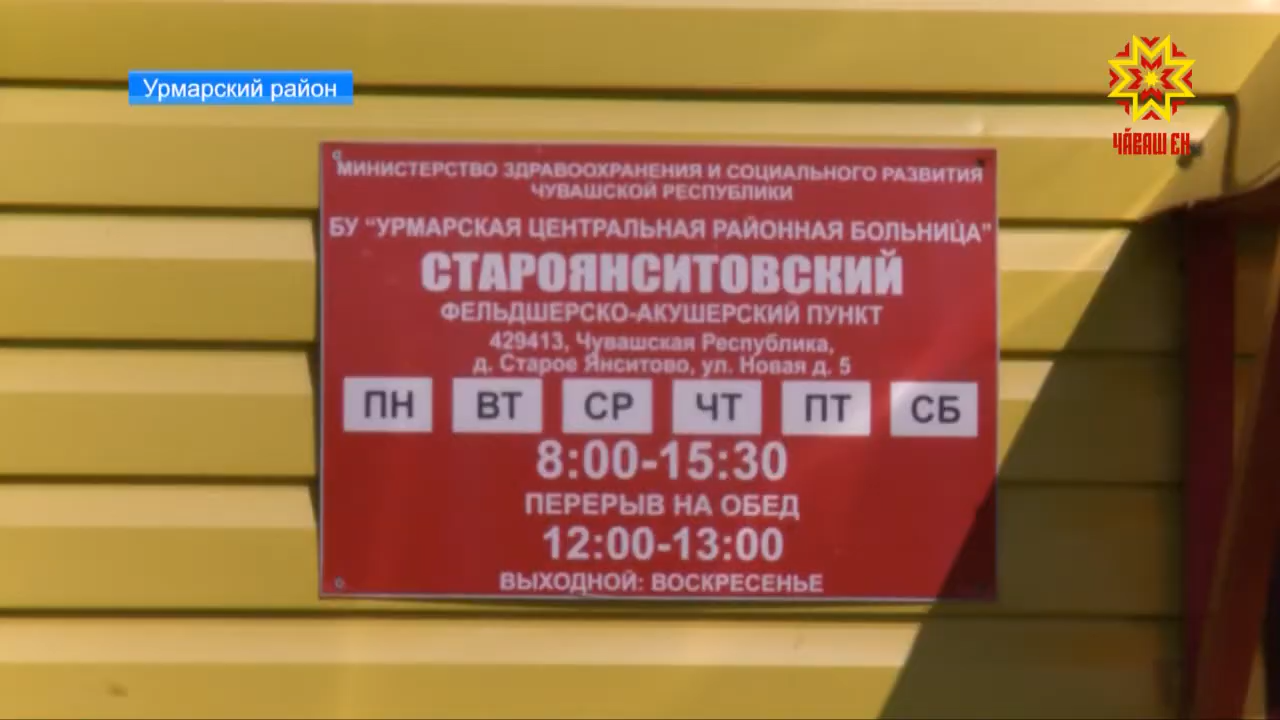 Урмарский район
ЧӐВАШ ЕН
МИНИСТЕРСТВО ЗДРАВООХРАНЕНИЯ И СОЦИАЛЬНОГО РАЗВИТИЯ
ЧУВАШСКОЙ РЕСПУБЛИКИ
БУ “УРМАРСКАЯ ЦЕНТРАЛЬНАЯ РАЙОННАЯ БОЛЬНИЦА”
СТАРОЯНСИТОВСКИЙ
ФЕЛЬДШЕРСКО-АКУШЕРСКИЙ ПУНКТ
429413, Чувашская Республика,
д. Старое Янситово, ул. Новая д. 5
ПН ВТ СР ЧТ ПТ СБ
8:00-15:30
ПЕРЕРЫВ НА ОБЕД
12:00-13:00
ВЫХОДНОЙ: ВОСКРЕСЕНЬЕ